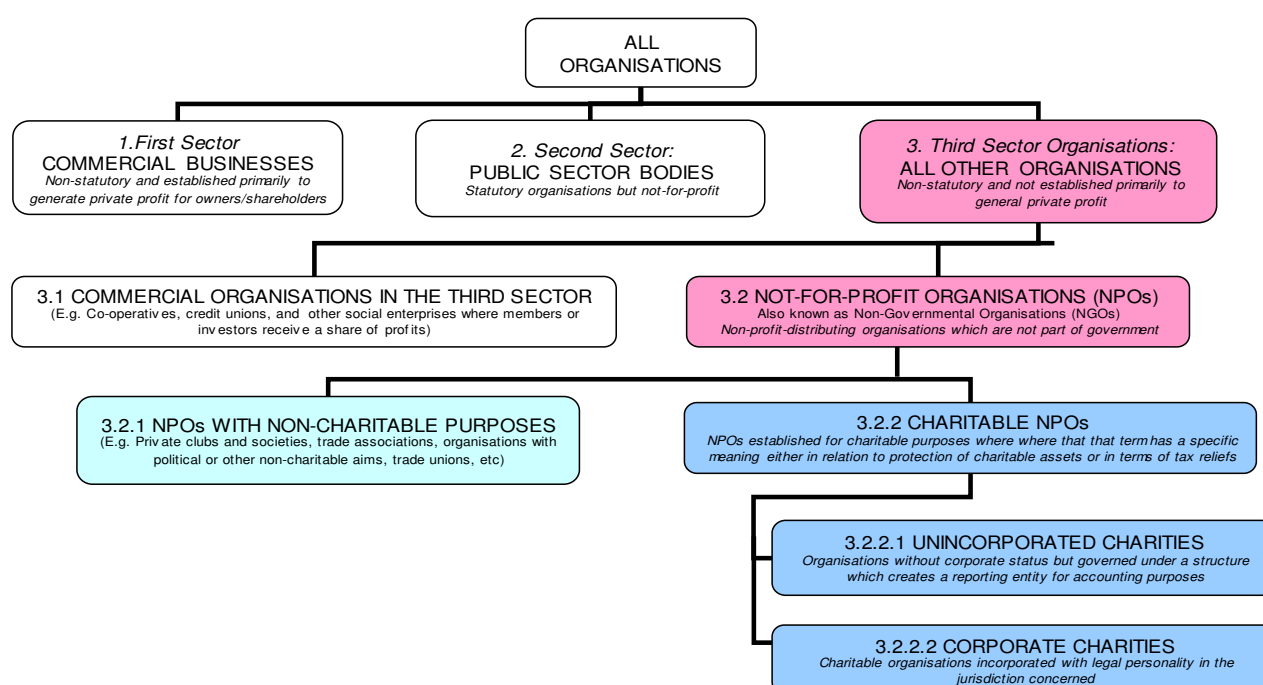 ALL
ORGANISATIONS
1.First Sector
COMMERCIAL BUSINESSES
Non-statutory and established primarily to
generate private profit for owners/shareholders
2. Second Sector:
PUBLIC SECTOR BODIES
Statutory organisations but not-for-profit
3. Third Sector Organisations:
ALL OTHER ORGANISATIONS
Non-statutory and not established primarily to
general private profit
3.1 COMMERCIAL ORGANISATIONS IN THE THIRD SECTOR
(E.g. Co-operatives, credit unions, and other social enterprises where members or
investors receive a share of profits)
3.2 NOT-FOR-PROFIT ORGANISATIONS (NPOs)
Also known as Non-Governmental Organisations (NGOs)
Non-profit-distributing organisations which are not part of government
3.2.1 NPOs WITH NON-CHARITABLE PURPOSES
(E.g. Private clubs and societies, trade associations, organisations with
political or other non-charitable aims, trade unions, etc)
3.2.2 CHARITABLE NPOs
NPOs established for charitable purposes where where that that term has a specific
meaning either in relation to protection of charitable assets or in terms of tax reliefs
3.2.2.1 UNINCORPORATED CHARITIES
Organisations without corporate status but governed under a structure
which creates a reporting entity for accounting purposes
3.2.2.2 CORPORATE CHARITIES
Charitable organisations incorporated with legal personality in the
jurisdiction concerned